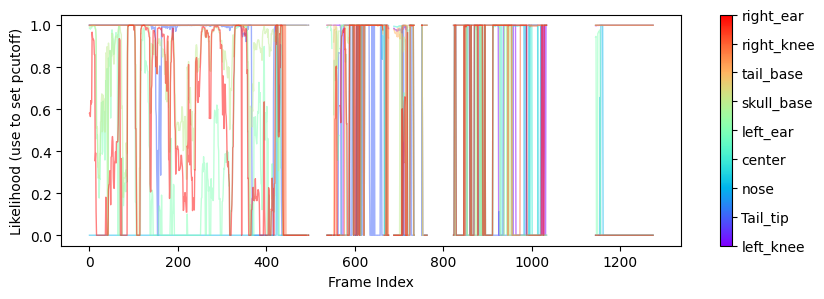 Likelihood (use to set pcutoff)
1.0
0.8
0.6
0.4
0.2
0.0
0
200
400
600
800
1000
1200
Frame Index
right_ear
right_knee
tail_base
skull_base
left_ear
center
nose
Tail_tip
left_knee